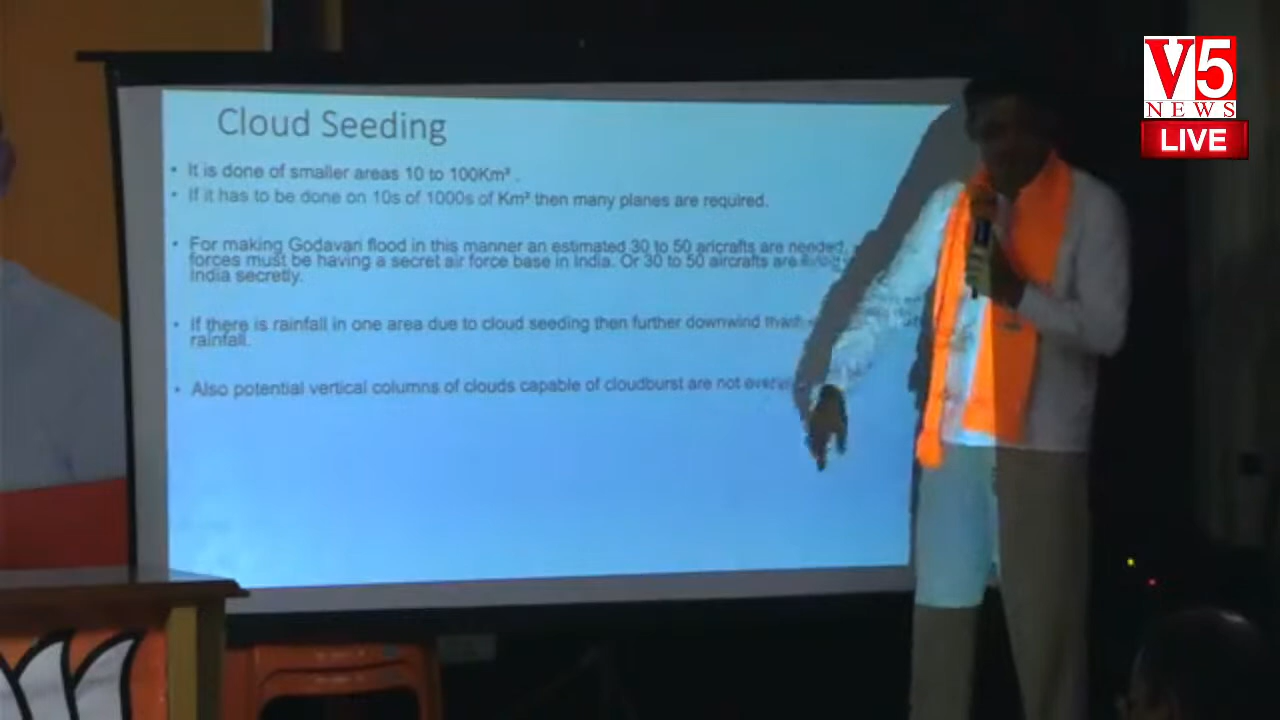 V5
NEWS
LIVE
Cloud Seeding
• It is done of smaller areas 10 to 100Km² .
• If it has to be done on 10s of 1000s of Km² then many planes are required.
• For making Godavari flood in this manner an estimated 30 to 50 aricrafts are needed,
forces must be having a secret air force base in India. Or 30 to 50 aircrafts are
India secretly.
• If there is rainfall in one area due to cloud seeding then further downwind
rainfall.
• Also potential vertical columns of clouds capable of cloudburst are not